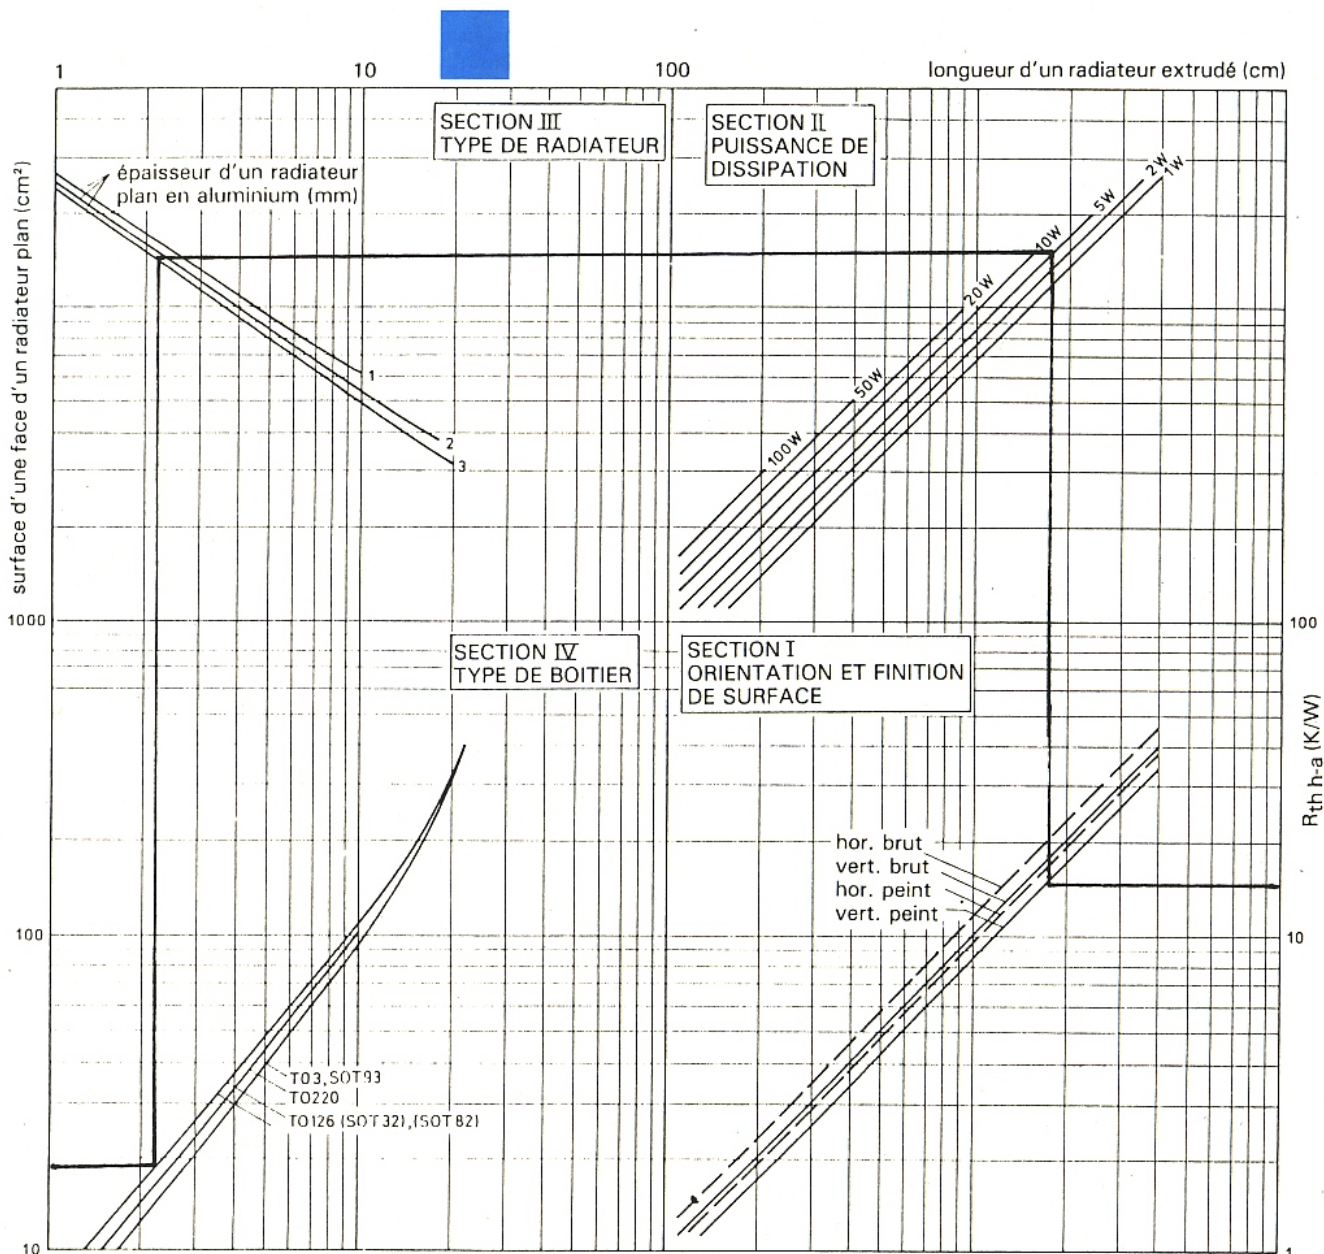 1 10 100 longueur d'un radiateur extrudé (cm)
SECTION III
TYPE DE RADIATEUR
SECTION II
PUISSANCE DE
DISSIPATION
surface d'une face d'un radiateur plan (cm²)
épaisseur d'un radiateur
plan en aluminium (mm)
1
2
3
2W
1W
5W
10W
20W
50W
100W
1000
100
SECTION IV
TYPE DE BOITIER
SECTION I
ORIENTATION ET FINITION
DE SURFACE
Rth h-a (K/W)
hor. brut
vert. brut
hor. peint
vert. peint
100
10
TO3,SOT93
TO220
TO126 (SOT32),(SOT82)
10
1